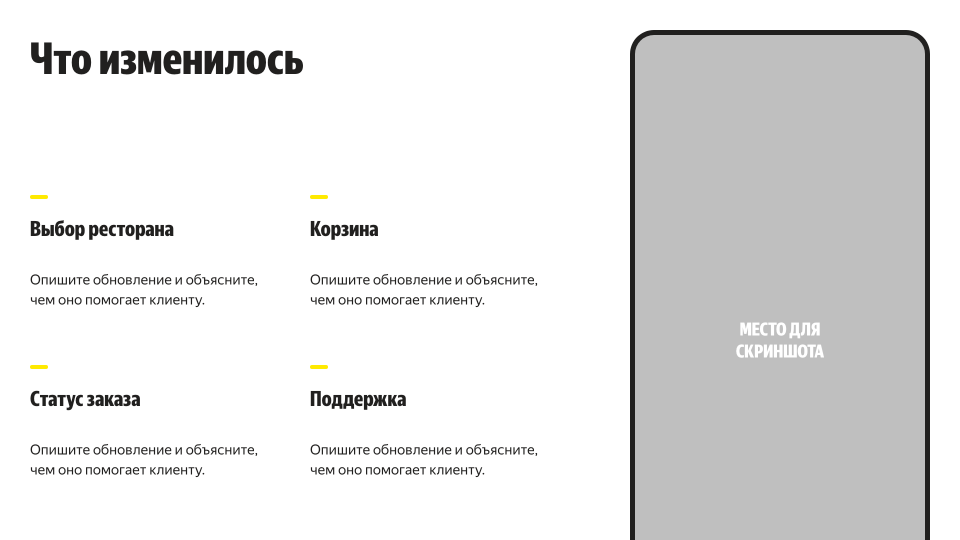 Что изменилось
Выбор ресторана
Опишите обновление и объясните,
чем оно помогает клиенту.
Корзина
Опишите обновление и объясните,
чем оно помогает клиенту.
Статус заказа
Опишите обновление и объясните,
чем оно помогает клиенту.
Поддержка
Опишите обновление и объясните,
чем оно помогает клиенту.
МЕСТО ДЛЯ
СКРИНШОТА